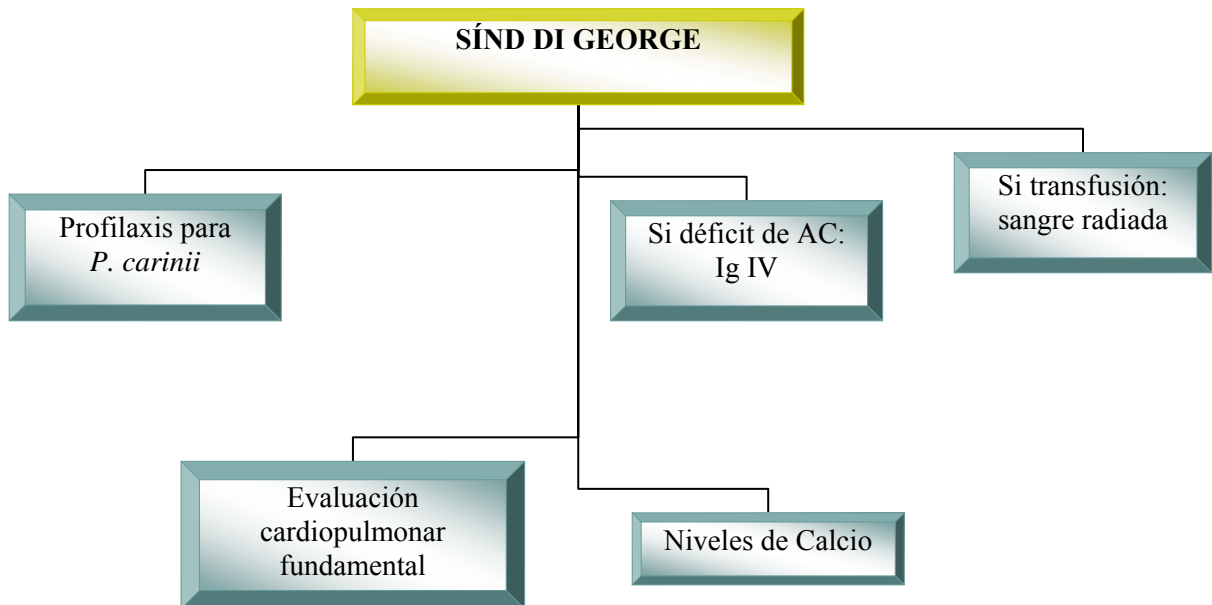 SÍND DI GEORGE
Profilaxis para
P. carinii
Si déficit de AC:
Ig IV
Si transfusión:
sangre radiada
Evaluación
cardiopulmonar
fundamental
Niveles de Calcio